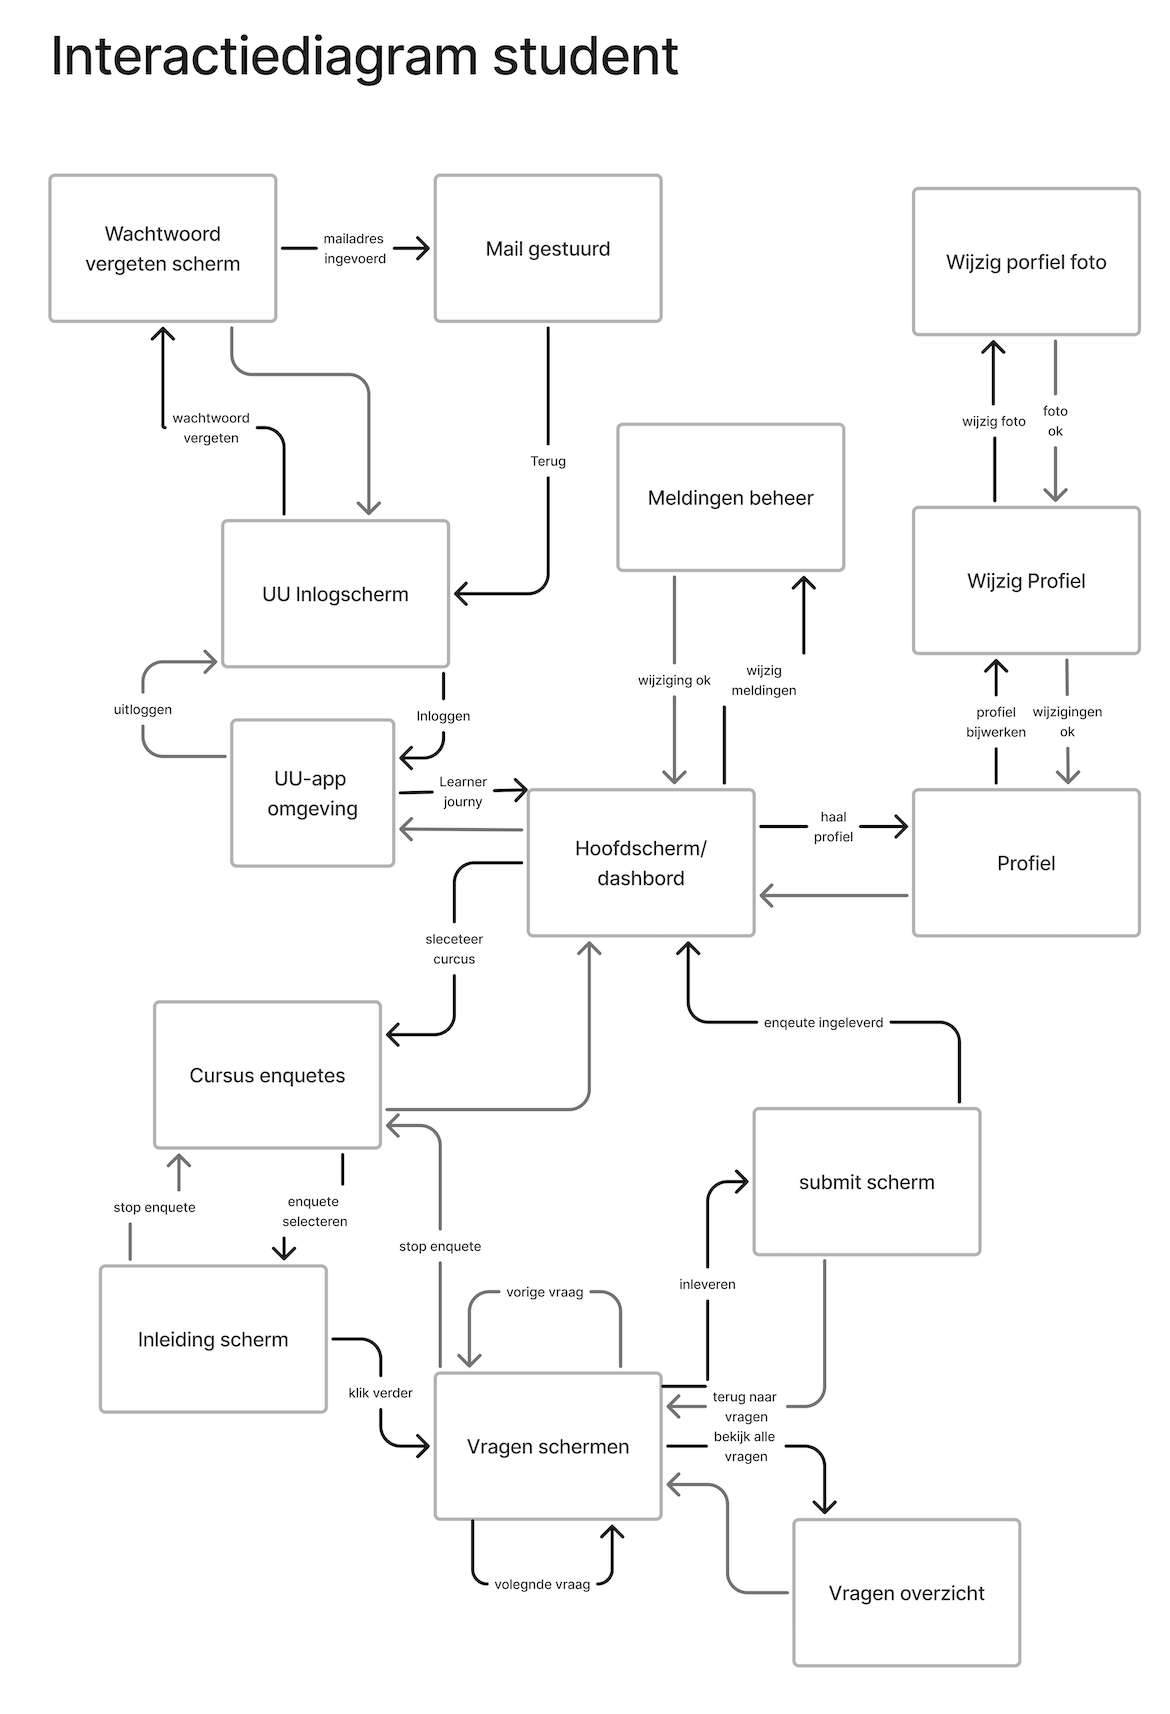 Interactiediagram student
Wachtwoord
vergeten scherm
mailadres
ingevoerd
Mail gestuurd
Wijzig porfiel foto
wachtwoord
vergeten
Terug
wijzig foto
foto
ok
Meldingen beheer
UU Inlogscherm
Wijzig Profiel
uitloggen
Inloggen
wijziging ok
wijzig
meldingen
profiel
bijwerken
wijzigingen
ok
UU-app
omgeving
Learner
journy
Hoofdscherm/
dashbord
haal
profiel
Profiel
sleceteer
curcus
enqeute ingeleverd
Cursus enquetes
submit scherm
stop enquete
enquete
selecteren
stop enquete
inleveren
vorige vraag
Inleiding scherm
klik verder
terug naar
vragen
bekijk alle
vragen
Vragen schermen
volegnde vraag
Vragen overzicht